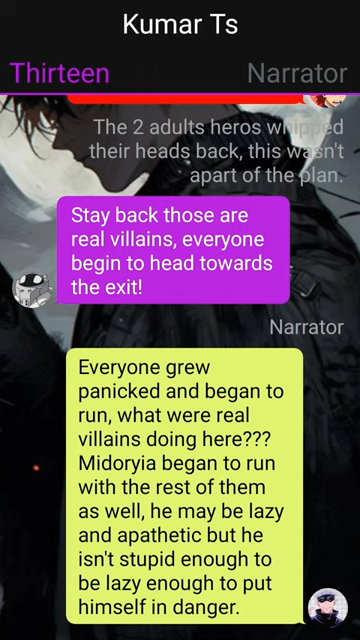 Kumar Ts
Thirteen
Narrator
The 2 adults heros whipped
their heads back, this wasn't
apart of the plan.
Stay back those are
real villains, everyone
begin to head towards
the exit!
Narrator
Everyone grew
panicked and began to
run, what were real
villains doing here???
Midoryia began to run
with the rest of them
as well, he may be lazy
and apathetic but he
isn't stupid enough to
be lazy enough to put
himself in danger.